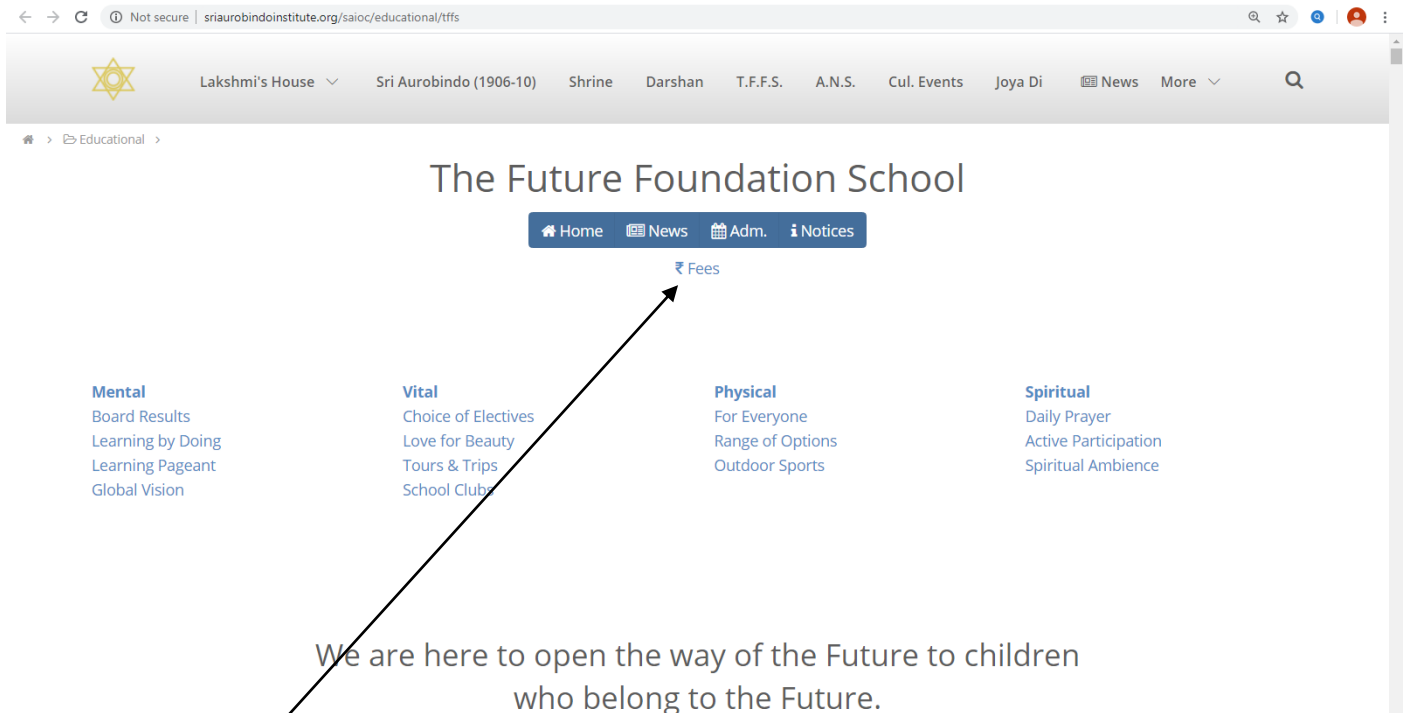 Not secure | sriaurobindoinstitute.org/saioc/educational/tffs
Lakshmi's House Sri Aurobindo (1906-10) Shrine Darshan T.F.F.S. A.N.S. Cul. Events Joya Di News More
> Educational >
The Future Foundation School
Home News Adm. Notices
₹ Fees
Mental
Board Results
Learning by Doing
Learning Pageant
Global Vision
Vital
Choice of Electives
Love for Beauty
Tours & Trips
School Clubs
Physical
For Everyone
Range of Options
Outdoor Sports
Spiritual
Daily Prayer
Active Participation
Spiritual Ambience
We are here to open the way of the Future to children
who belong to the Future.